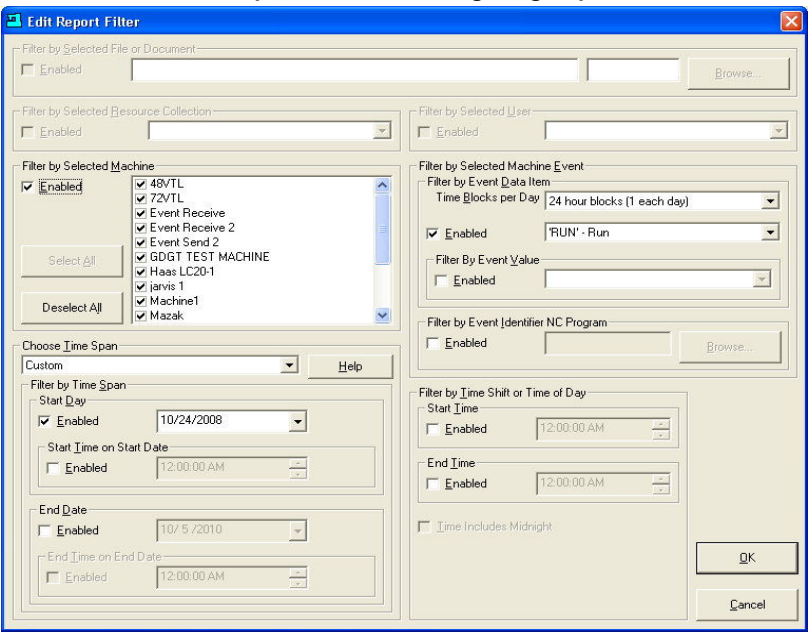 Edit Report Filter
Filter by Selected File or Document
Enabled
Browse...
Filter by Selected Resource Collection
Enabled
Filter by Selected User
Enabled
Filter by Selected Machine
Enabled
48VTL
72VTL
Event Receive
Event Receive 2
Event Send 2
GDGT TEST MACHINE
Haas LC20-1
jarvis 1
Machine1
Mazak
Select All
Deselect All
Filter by Selected Machine Event
Filter by Event Data Item
Time Blocks per Day
24 hour blocks (1 each day)
Enabled
'RUN' - Run
Filter By Event Value
Enabled
Filter by Event Identifier NC Program
Enabled
Browse...
Choose Time Span
Custom
Help
Filter by Time Span
Start Day
Enabled
10/24/2008
Start Time on Start Date
Enabled
12:00:00 AM
End Date
Enabled
10/ 5 /2010
End Time on End Date
Enabled
12:00:00 AM
Filter by Time Shift or Time of Day
Start Time
Enabled
12:00:00 AM
End Time
Enabled
12:00:00 AM
Time Includes Midnight
OK
Cancel